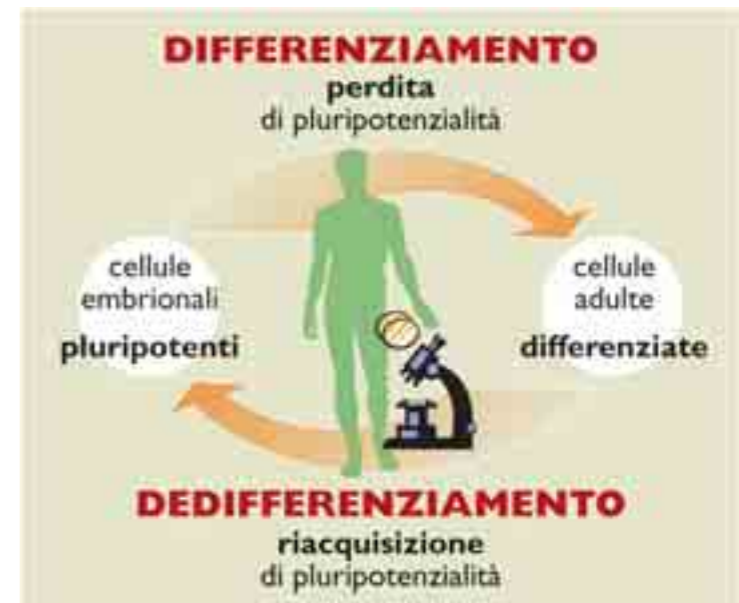 DIFFERENZIAMENTO
perdita
di pluripotenzialità
cellule
embrionali
pluripotenti
cellule
adulte
differenziate
DEDIFFERENZIAMENTO
riacquisizione
di pluripotenzialità